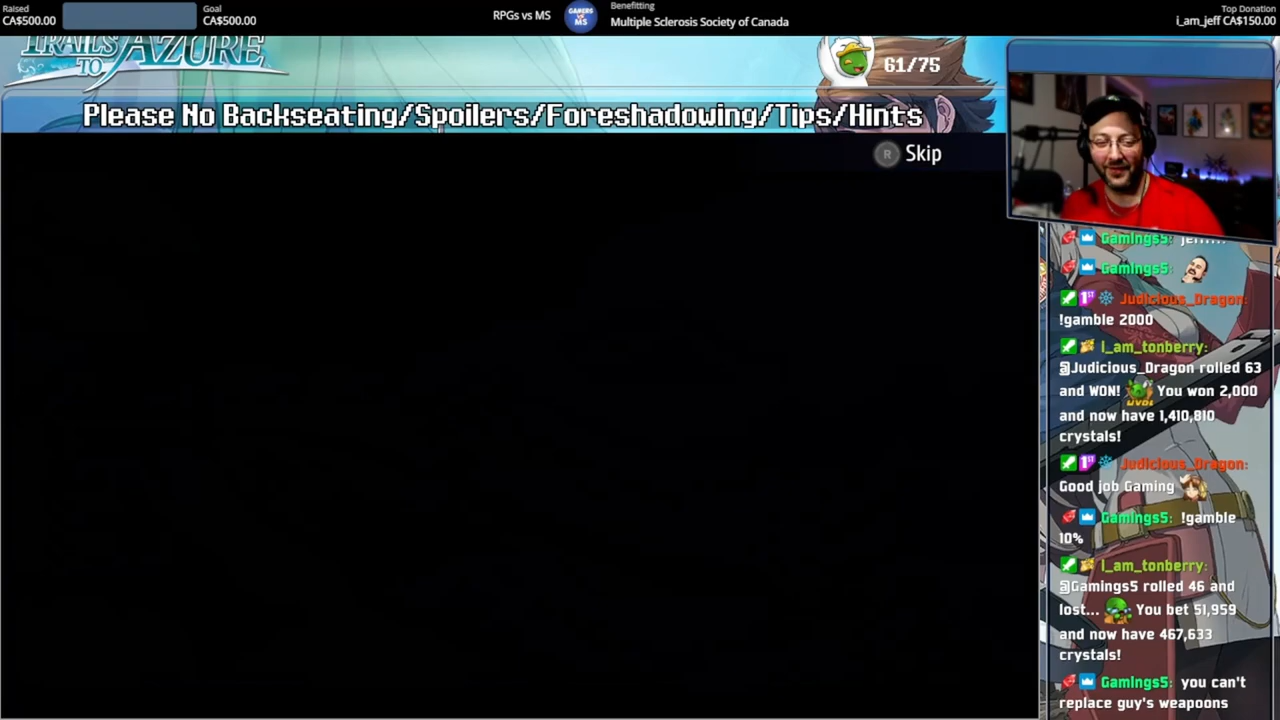 Raised
CA$500.00
Goal
CA$500.00
RPGs vs MS
GAMERS
VS
MS
Benefitting
Multiple Sclerosis Society of Canada
Top Donation
i_am_jeff CA$150.00
TRAILS
TO AZURE
61/75
Please No Backseating/Spoilers/Foreshadowing/Tips/Hints
R Skip
Gamings5:
Gamings5:
Judicious_Dragon:
!gamble 2000
i_am_tonberry:
@Judicious_Dragon rolled 63
and WON! You won 2,000
and now have 1,410,810
crystals!
Judicious_Dragon:
Good job Gaming
Gamings5: !gamble
10%
i_am_tonberry:
@Gamings5 rolled 46 and
lost... You bet 51,959
and now have 467,633
crystals!
Gamings5: you can't
replace guy's weapoons